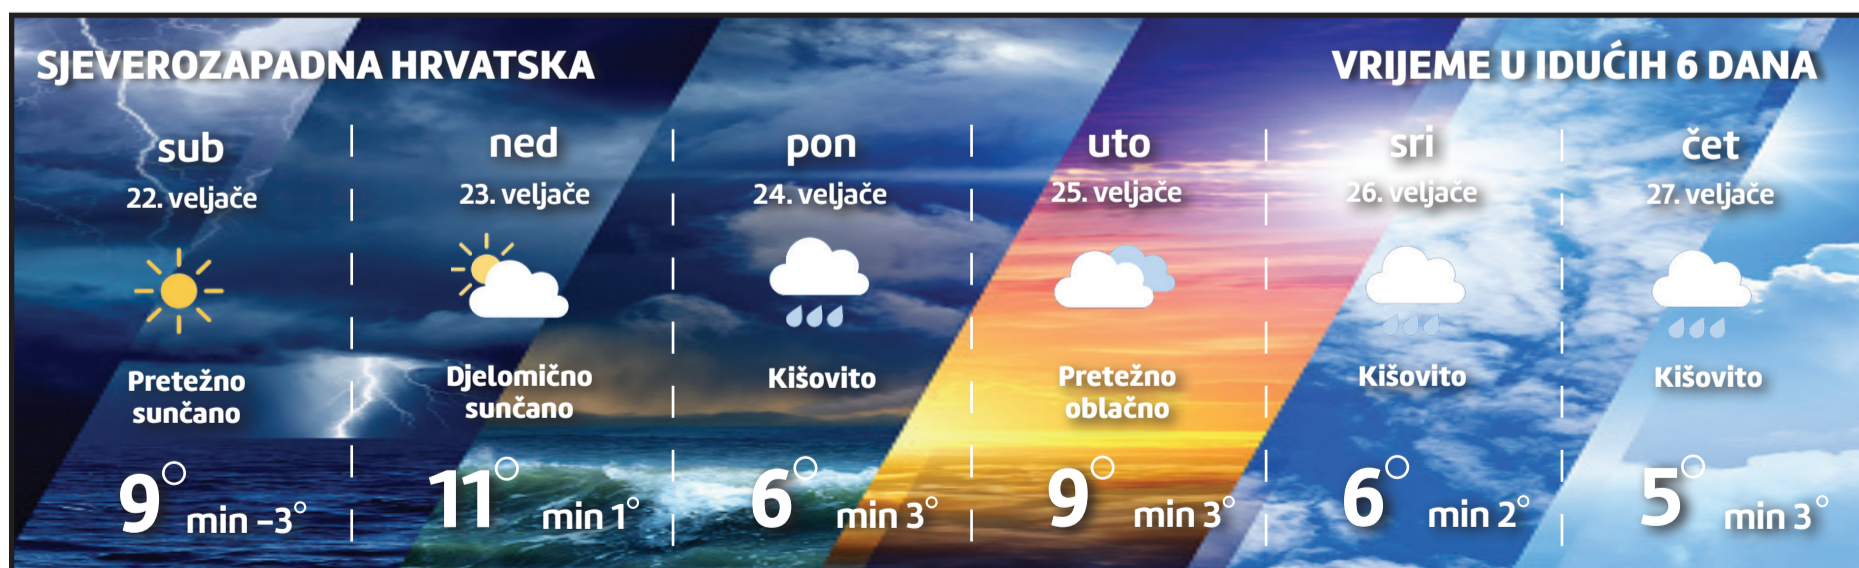 SJEVEROZAPADNA HRVATSKA
VRIJEME U IDUĆIH 6 DANA
sub
22. veljače
Pretežno
sunčano
9° min –3°
ned
23. veljače
Djelomično
sunčano
11° min 1°
pon
24. veljače
Kišovito
6° min 3°
uto
25. veljače
Pretežno
oblačno
9° min 3°
sri
26. veljače
Kišovito
6° min 2°
čet
27. veljače
Kišovito
5° min 3°